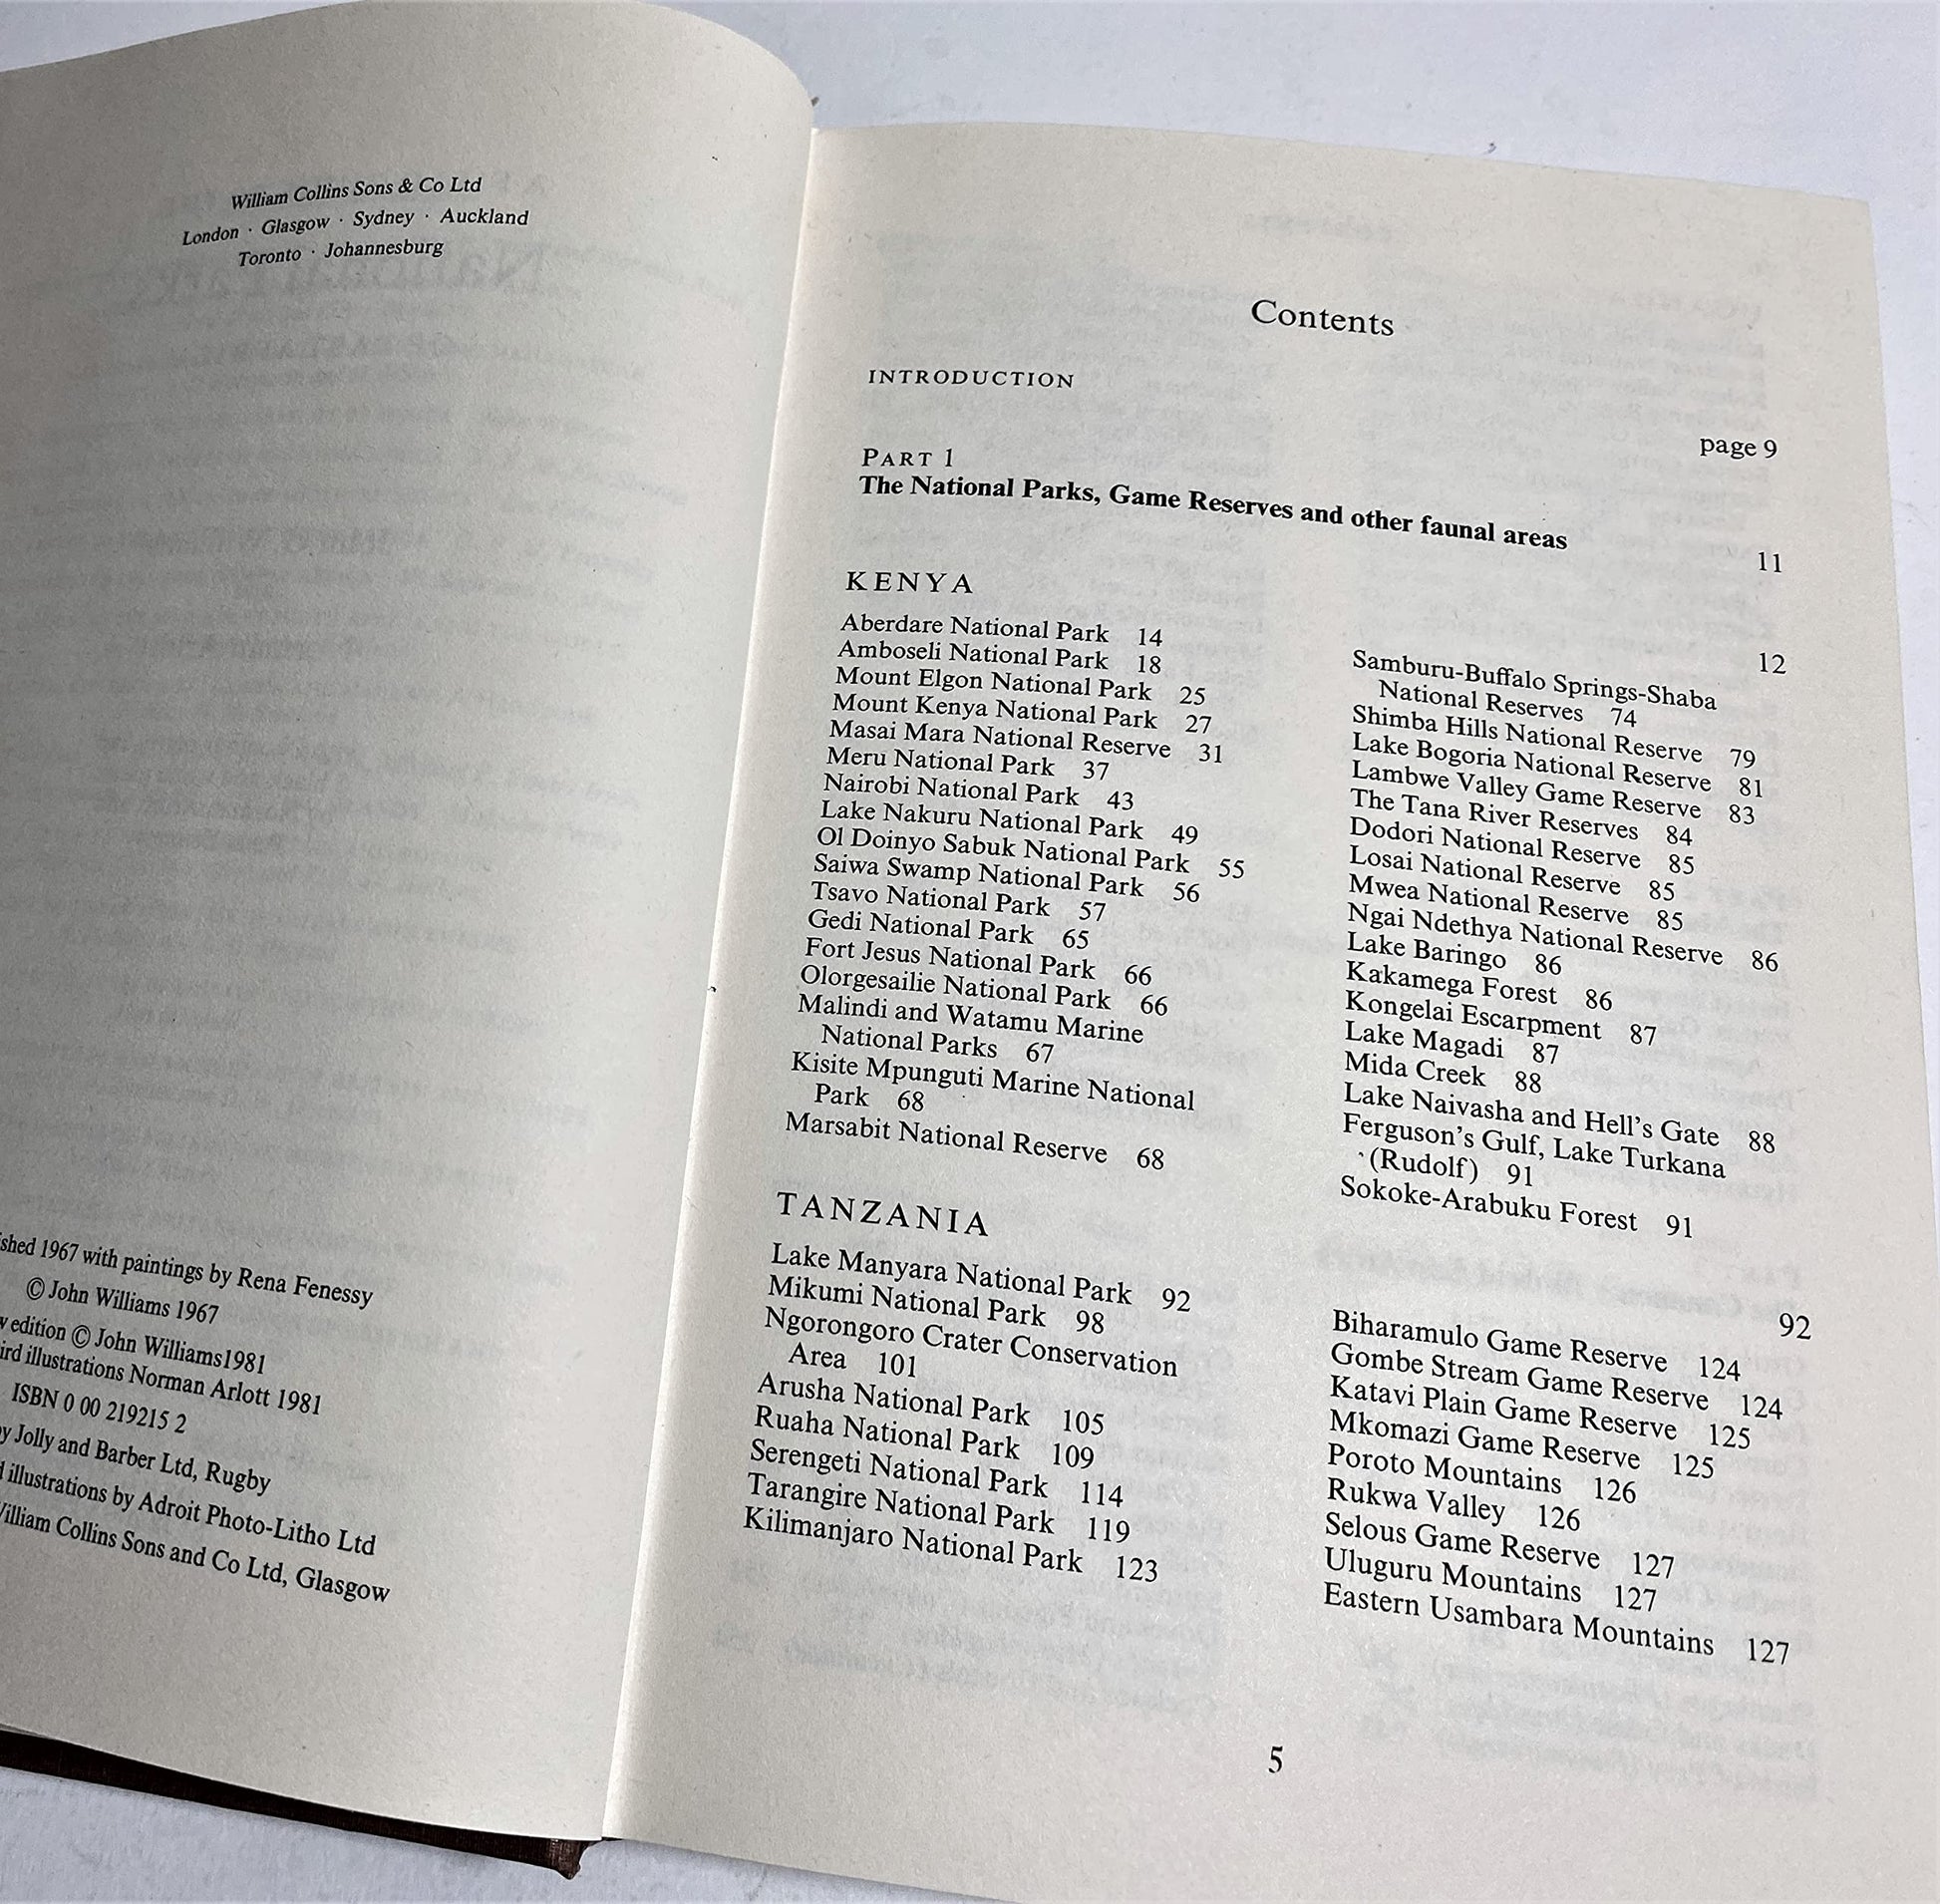 William Collins Sons & Co Ltd
London · Glasgow · Sydney · Auckland
Toronto · Johannesburg
1967 with paintings by Rena Fenessy
© John Williams 1967
edition © John Williams1981
illustrations Norman Arlott 1981
ISBN 0 00 219215 2
Jolly and Barber Ltd, Rugby
illustrations by Adroit Photo-Litho Ltd
William Collins Sons and Co Ltd, Glasgow
Contents
INTRODUCTION
page 9
PART 1
The National Parks, Game Reserves and other faunal areas
11
KENYA
12
Aberdare National Park 14
Amboseli National Park 18
Mount Elgon National Park 25
Mount Kenya National Park 27
Masai Mara National Reserve 31
Meru National Park 37
Nairobi National Park 43
Lake Nakuru National Park 49
Ol Doinyo Sabuk National Park 55
Saiwa Swamp National Park 56
Tsavo National Park 57
Gedi National Park 65
Fort Jesus National Park 66
Olorgesailie National Park 66
Malindi and Watamu Marine
National Parks 67
Kisite Mpunguti Marine National
Park 68
Marsabit National Reserve 68
Samburu-Buffalo Springs-Shaba
National Reserves 74
Shimba Hills National Reserve 79
Lake Bogoria National Reserve 81
Lambwe Valley Game Reserve 83
The Tana River Reserves 84
Dodori National Reserve 85
Losai National Reserve 85
Mwea National Reserve 85
Ngai Ndethya National Reserve 86
Lake Baringo 86
Kakamega Forest 86
Kongelai Escarpment 87
Lake Magadi 87
Mida Creek 88
Lake Naivasha and Hell's Gate 88
Ferguson's Gulf, Lake Turkana
(Rudolf) 91
Sokoke-Arabuku Forest 91
TANZANIA
92
Lake Manyara National Park 92
Mikumi National Park 98
Ngorongoro Crater Conservation
Area 101
Arusha National Park 105
Ruaha National Park 109
Serengeti National Park 114
Tarangire National Park 119
Kilimanjaro National Park 123
Biharamulo Game Reserve 124
Gombe Stream Game Reserve 124
Katavi Plain Game Reserve 125
Mkomazi Game Reserve 125
Poroto Mountains 126
Rukwa Valley 126
Selous Game Reserve 127
Uluguru Mountains 127
Eastern Usambara Mountains 127
5